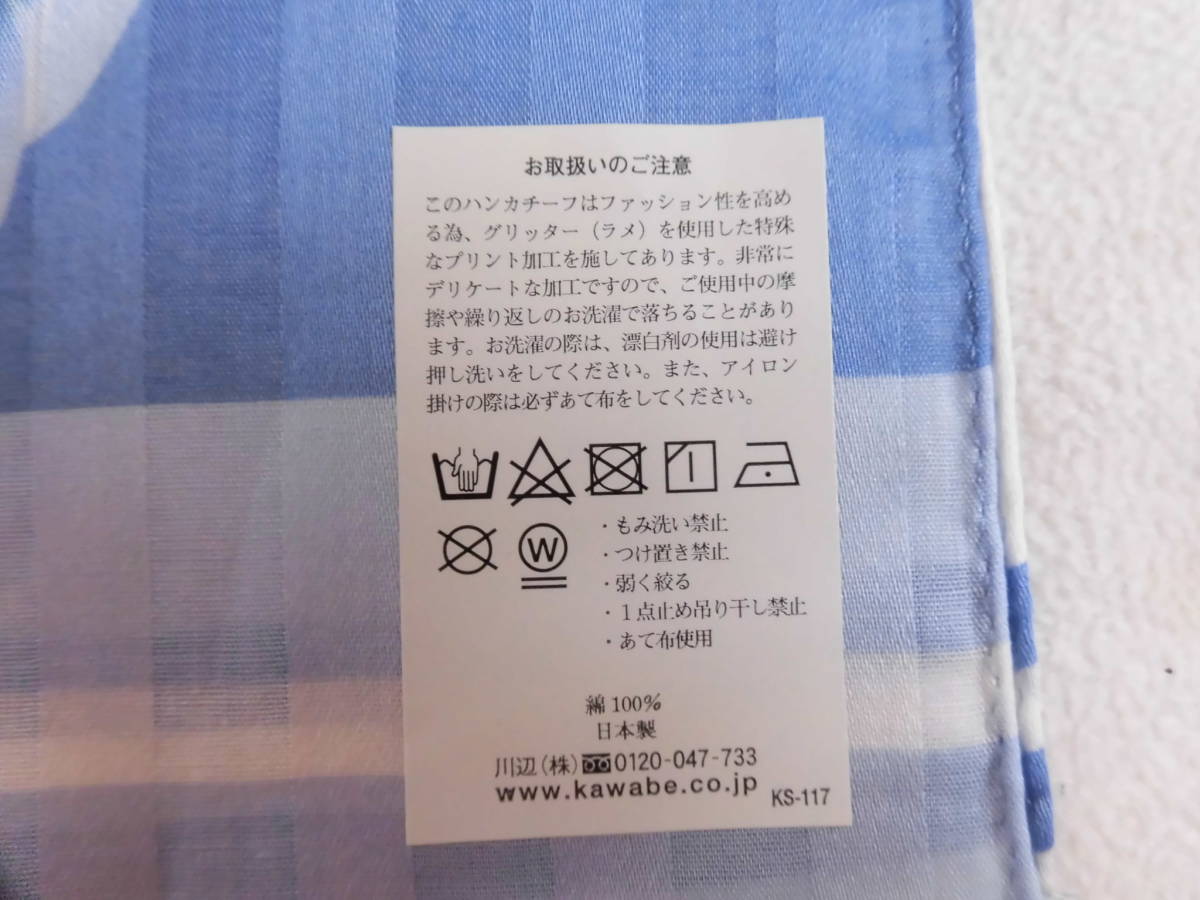 お取扱いのご注意
このハンカチーフはファッション性を高め
る為、グリッター（ラメ）を使用した特殊
なプリント加工を施してあります。非常に
デリケートな加工ですので、ご使用中の摩
擦や繰り返しのお洗濯で落ちることがあり
ます。お洗濯の際は、漂白剤の使用は避け
押し洗いをしてください。また、アイロン
掛けの際は必ずあて布をしてください。
W
・もみ洗い禁止
・つけ置き禁止
・弱く絞る
・１点止め吊り干し禁止
・あて布使用
綿100%
日本製
川辺（株）0120-047-733
www.kawabe.co.jp
KS-117